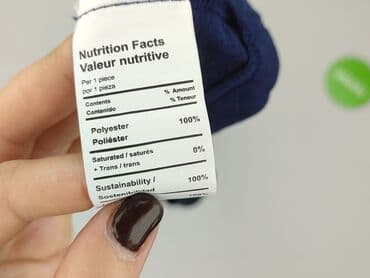 Nutrition Facts
Valeur nutritive
Per 1 piece
por 1 pieza
% Amount
Contents % Teneur
Contenido
Polyester 100%
Poliéster
Saturated / saturés 0%
+ Trans / trans
Sustainability / 100%
Sostenibilidad